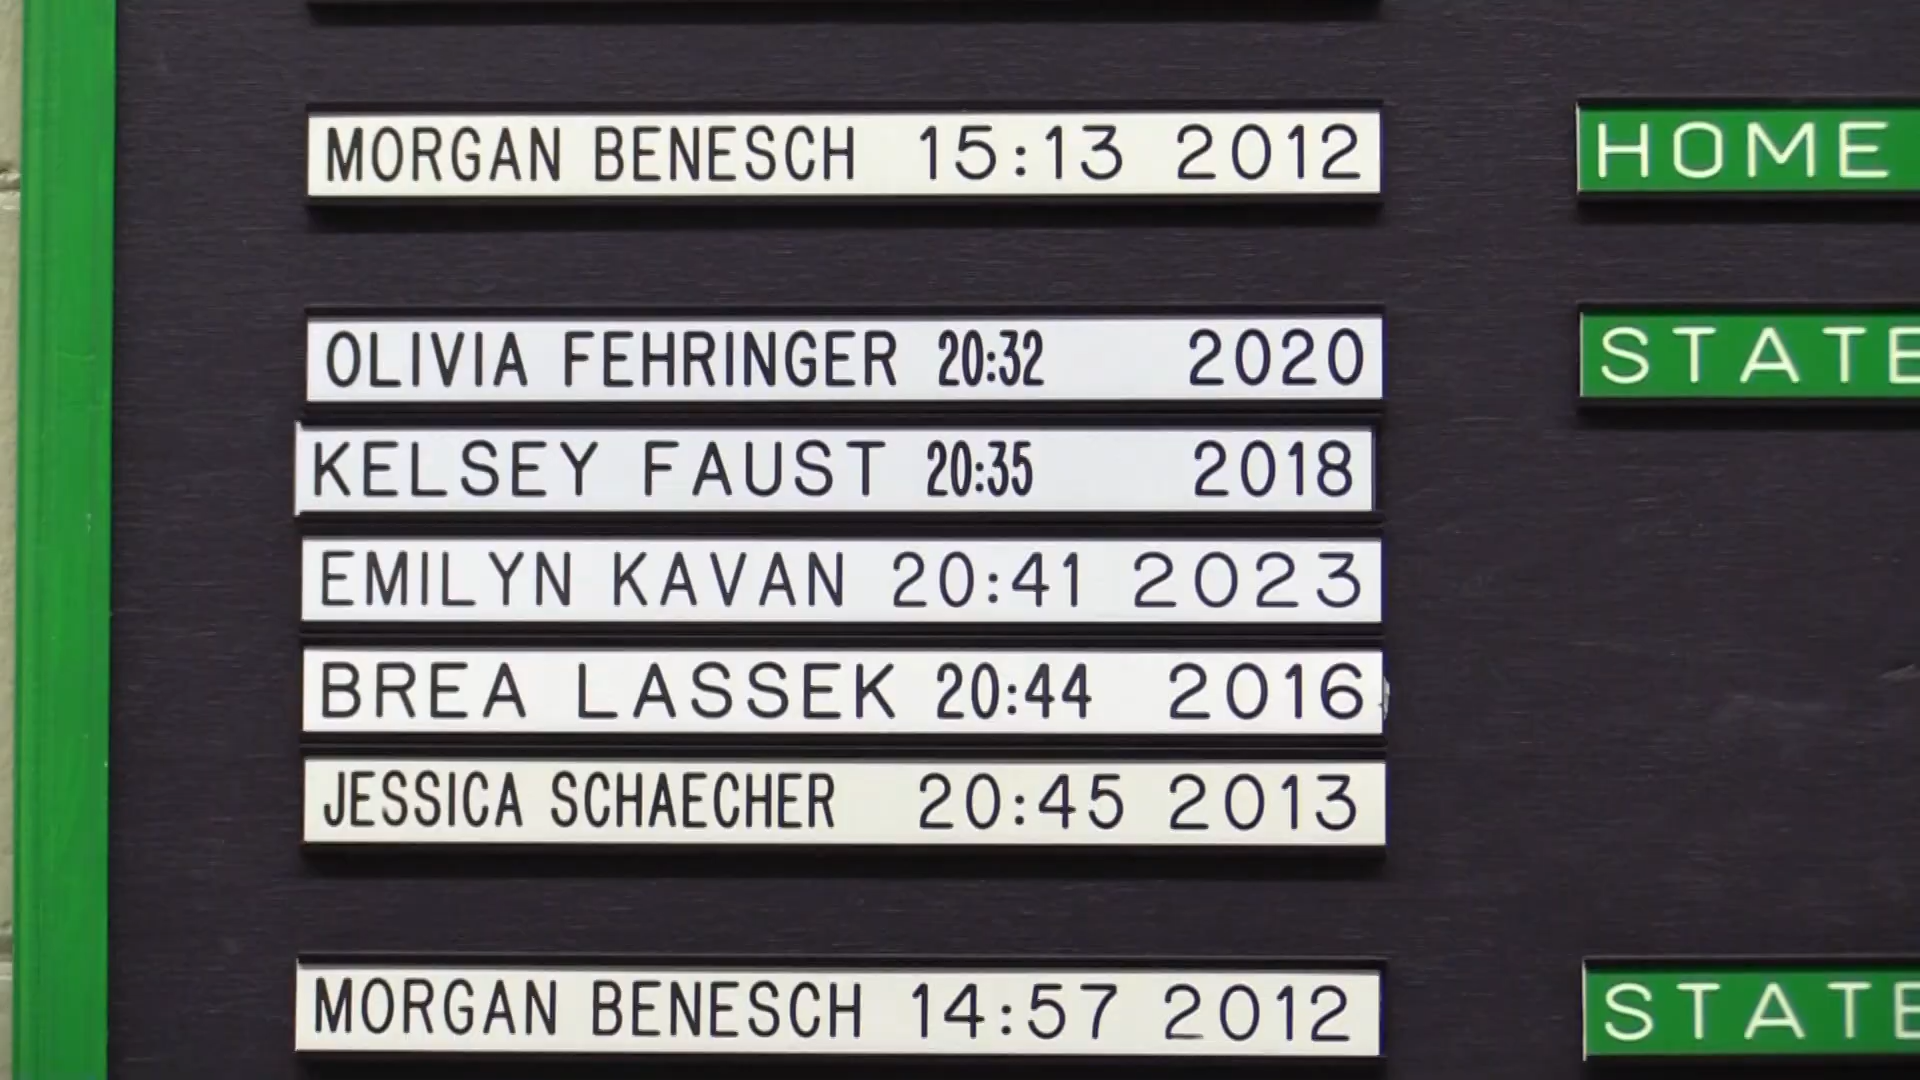 MORGAN BENESCH 15:13 2012
HOME
OLIVIA FEHRINGER 20:32 2020
STATE
KELSEY FAUST 20:35 2018
EMILYN KAVAN 20:41 2023
BREA LASSEK 20:44 2016
JESSICA SCHAECHER 20:45 2013
MORGAN BENESCH 14:57 2012
STATE